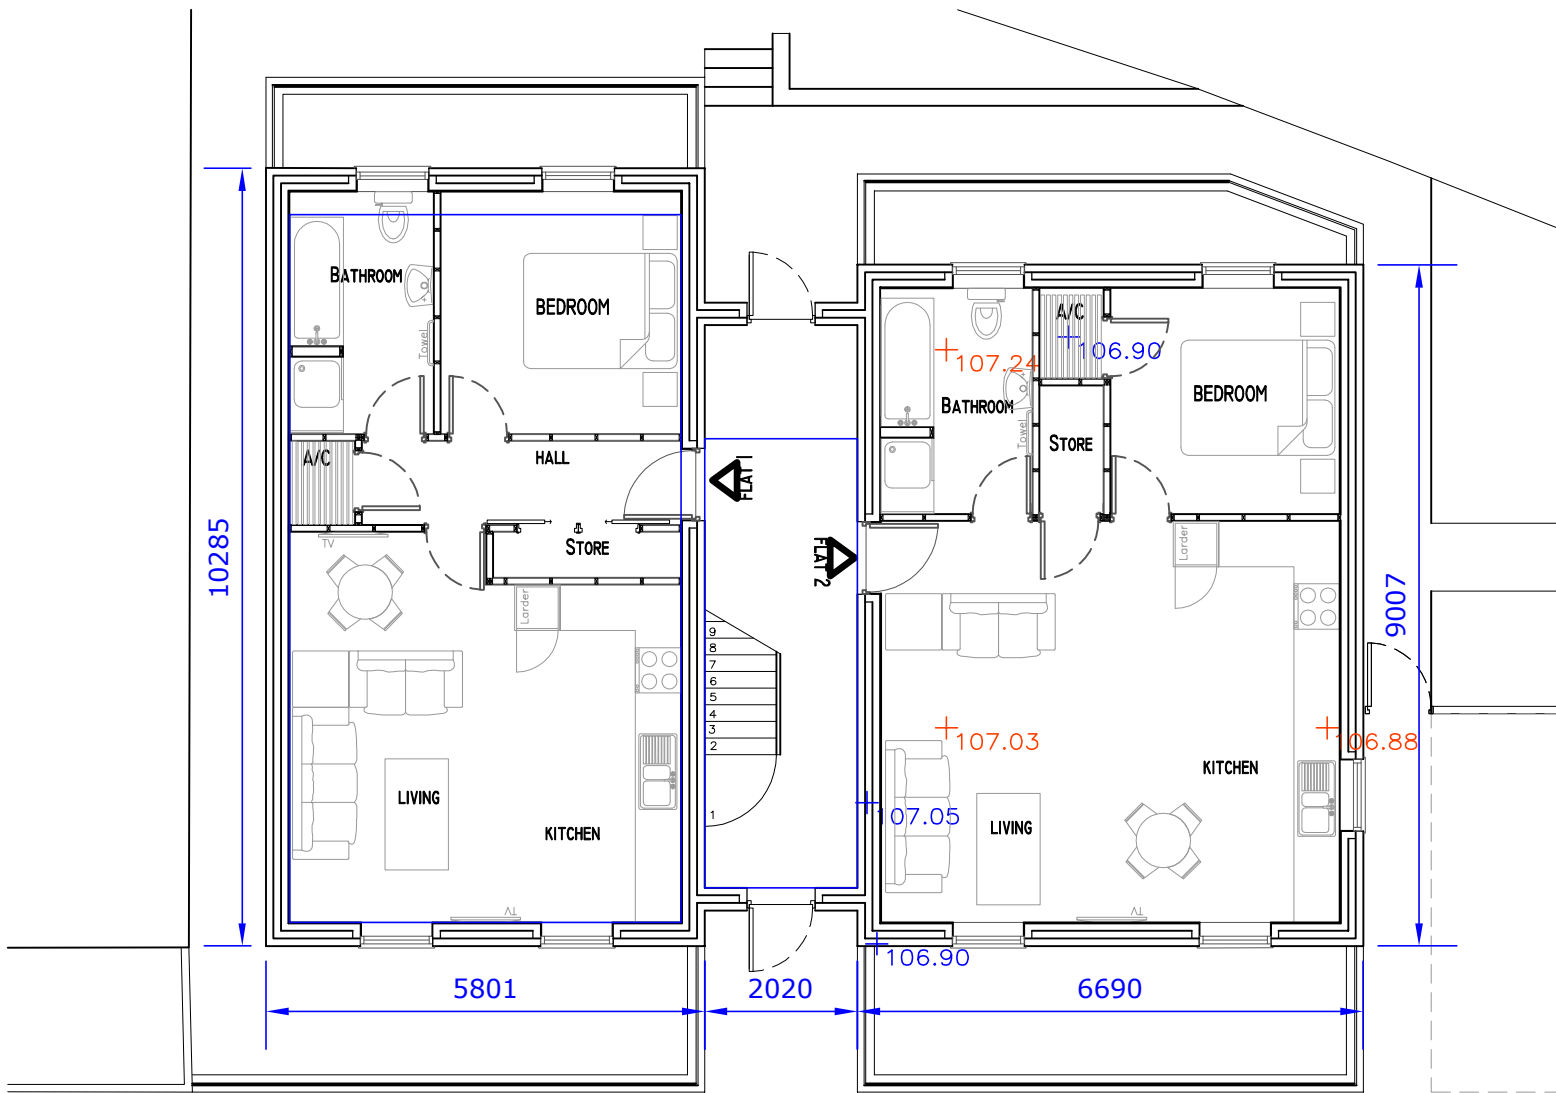 BATHROOM
BEDROOM
Towel
A/C
HALL
FLAT 1
STORE
TV
Larder
10285
LIVING
KITCHEN
TV
9
8
7
6
5
4
3
2
1
FLAT 2
A/C
106.90
107.24
BATHROOM
BEDROOM
Towel
STORE
Larder
9007
107.03
106.88
KITCHEN
107.05
LIVING
TV
106.90
5801
2020
6690